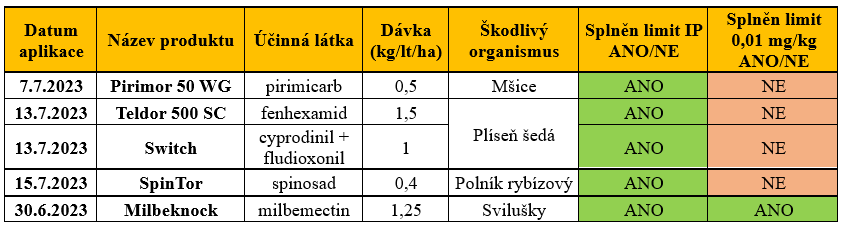 Datum aplikace Název produktu Účinná látka Dávka (kg/lt/ha) Škodlivý organismus Splněn limit IP ANO/NE Splněn limit 0,01 mg/kg ANO/NE
7.7.2023 Pirimor 50 WG pirimicarb 0,5 Mšice ANO NE
13.7.2023 Teldor 500 SC fenhexamid 1,5 Plíseň šedá ANO NE
13.7.2023 Switch cyprodinil + fludioxonil 1 ANO NE
15.7.2023 SpinTor spinosad 0,4 Polník rybízový ANO NE
30.6.2023 Milbeknock milbemectin 1,25 Svilušky ANO ANO